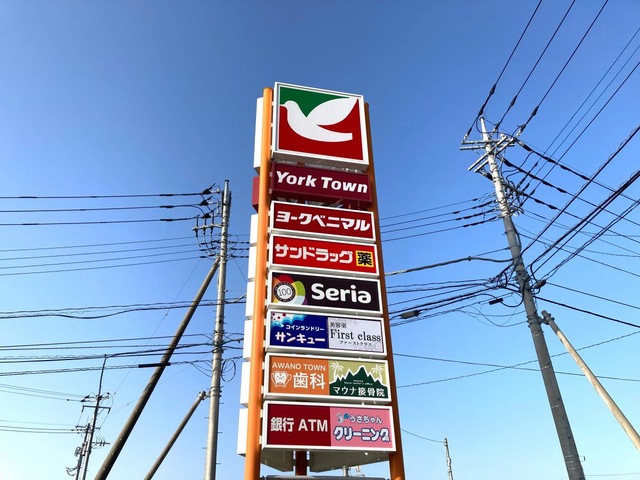 York Town
ヨークベニマル
サンドラッグ 薬
100 Seria
コインランドリー
サンキュー
美容室
First class
ファーストクラス
AWANO TOWN
歯科
マウナ接骨院
銀行 ATM
うさちゃん
クリーニング